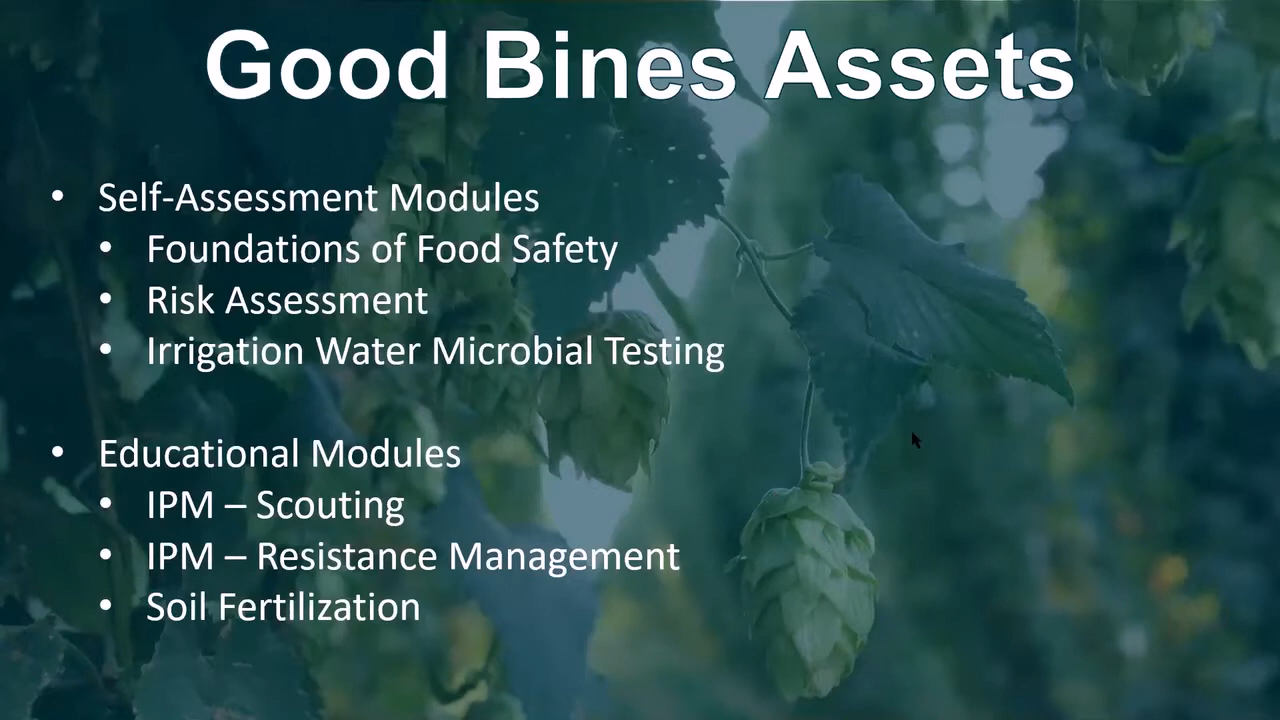 Good Bines Assets
• Self-Assessment Modules
• Foundations of Food Safety
• Risk Assessment
• Irrigation Water Microbial Testing
• Educational Modules
• IPM – Scouting
• IPM – Resistance Management
• Soil Fertilization